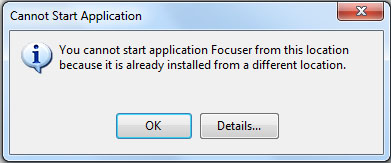 Cannot Start Application
You cannot start application Focuser from this location
because it is already installed from a different location.
OK
Details...